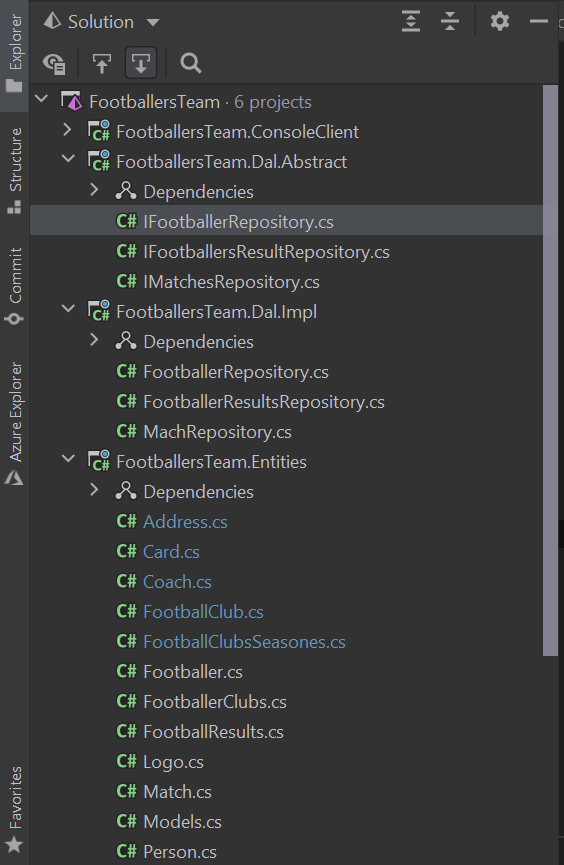 Explorer
Structure
Commit
Azure Explorer
Favorites
Solution
FootballersTeam · 6 projects
C# FootballersTeam.ConsoleClient
C# FootballersTeam.Dal.Abstract
Dependencies
C# IFootballerRepository.cs
C# IFootballersResultRepository.cs
C# IMatchesRepository.cs
C# FootballersTeam.Dal.Impl
Dependencies
C# FootballerRepository.cs
C# FootballerResultsRepository.cs
C# MachRepository.cs
C# FootballersTeam.Entities
Dependencies
C# Address.cs
C# Card.cs
C# Coach.cs
C# FootballClub.cs
C# FootballClubsSeasones.cs
C# Footballer.cs
C# FootballerClubs.cs
C# FootballResults.cs
C# Logo.cs
C# Match.cs
C# Models.cs
C# Person.cs